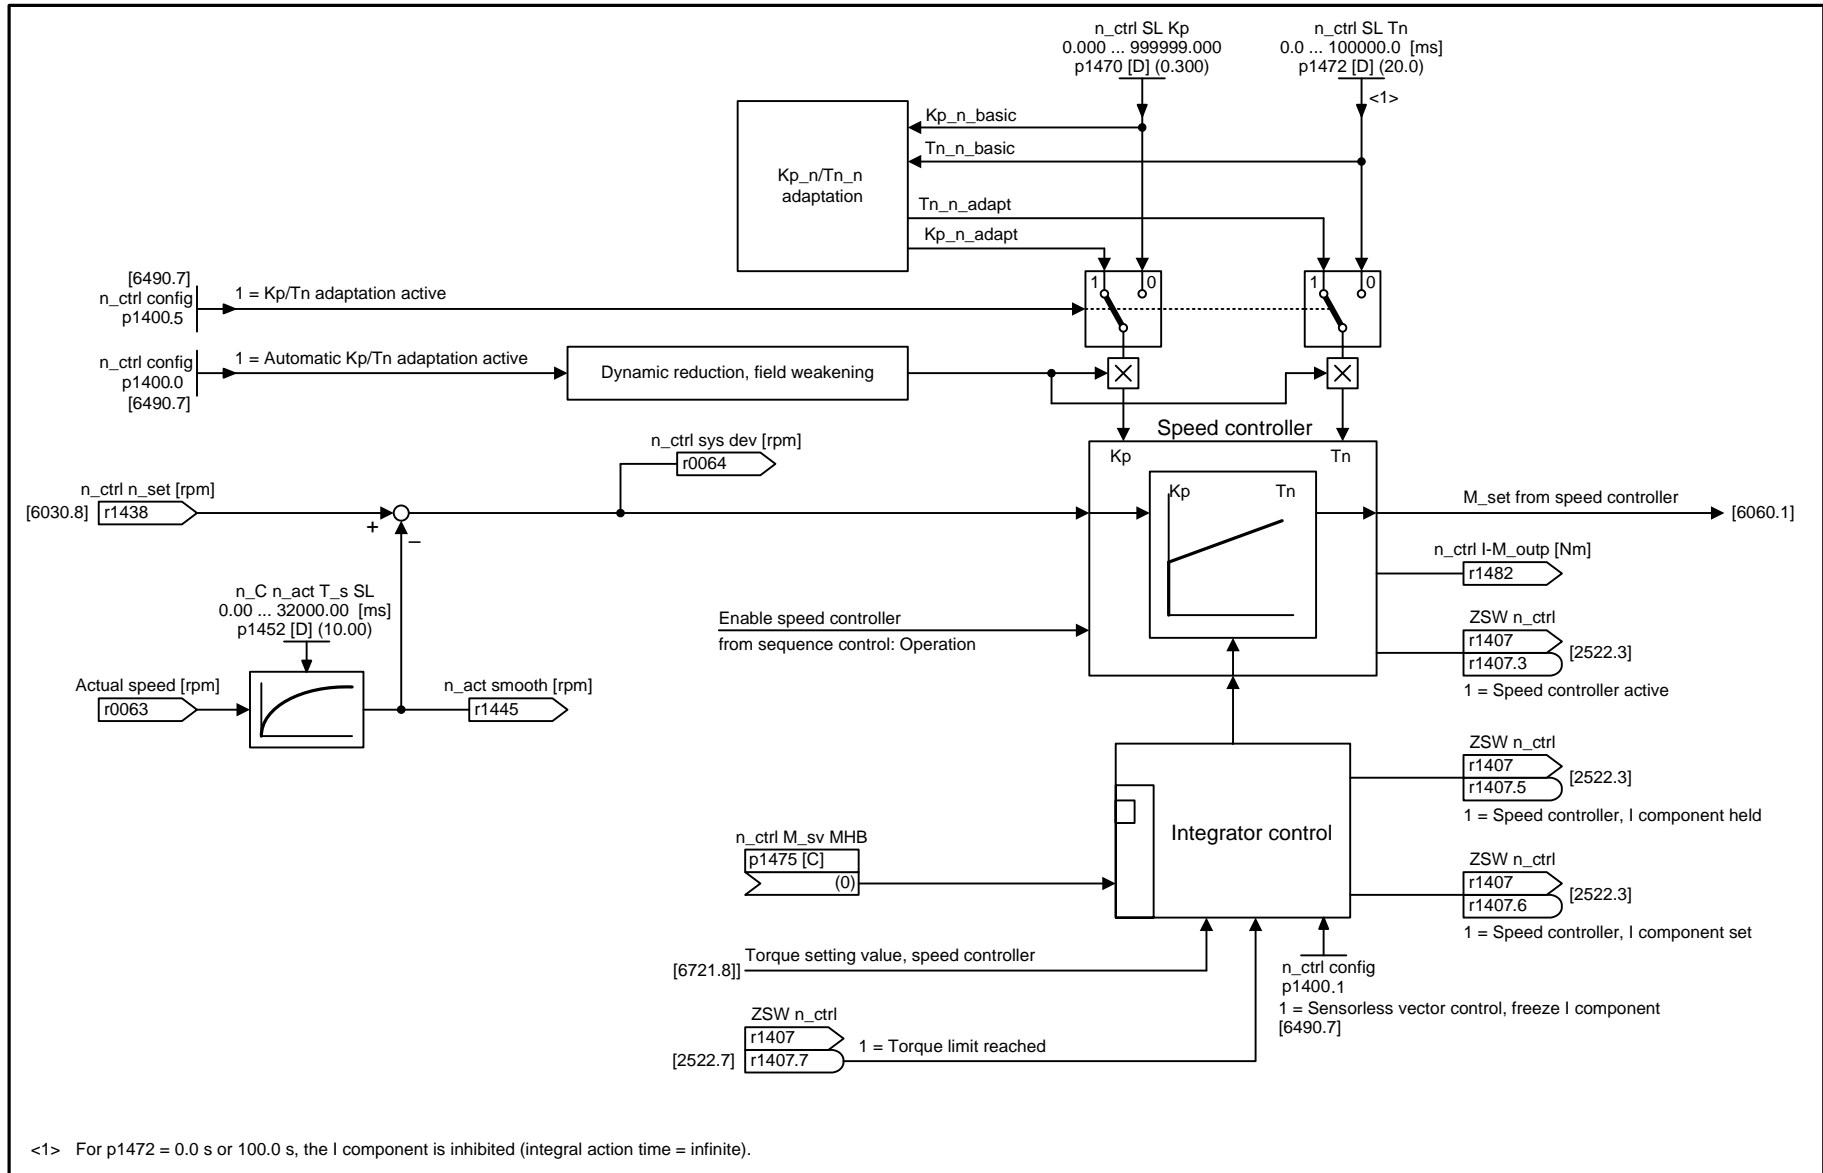 n_ctrl SL Kp
0.000 ... 999999.000
p1470 [D] (0.300)
n_ctrl SL Tn
0.0 ... 100000.0 [ms]
p1472 [D] (20.0)
<1>
Kp_n_basic
Tn_n_basic
Kp_n/Tn_n
adaptation
Tn_n_adapt
Kp_n_adapt
[6490.7]
n_ctrl config
p1400.5
1 = Kp/Tn adaptation active
1 0
1 0
n_ctrl config
p1400.0
[6490.7]
1 = Automatic Kp/Tn adaptation active
Dynamic reduction, field weakening
Speed controller
Kp
Tn
n_ctrl sys dev [rpm]
r0064
n_ctrl n_set [rpm]
[6030.8]
r1438
+
–
Kp
Tn
M_set from speed controller
[6060.1]
n_ctrl I-M_outp [Nm]
r1482
n_C n_act T_s SL
0.00 ... 32000.00 [ms]
p1452 [D] (10.00)
Enable speed controller
from sequence control: Operation
ZSW n_ctrl
r1407
r1407.3
[2522.3]
1 = Speed controller active
Actual speed [rpm]
r0063
n_act smooth [rpm]
r1445
ZSW n_ctrl
r1407
r1407.5
[2522.3]
1 = Speed controller, I component held
Integrator control
n_ctrl M_sv MHB
p1475 [C]
(0)
ZSW n_ctrl
r1407
r1407.6
[2522.3]
1 = Speed controller, I component set
[6721.8]]
Torque setting value, speed controller
n_ctrl config
p1400.1
1 = Sensorless vector control, freeze I component
[6490.7]
ZSW n_ctrl
r1407
r1407.7
[2522.7]
1 = Torque limit reached
<1> For p1472 = 0.0 s or 100.0 s, the I component is inhibited (integral action time = infinite).